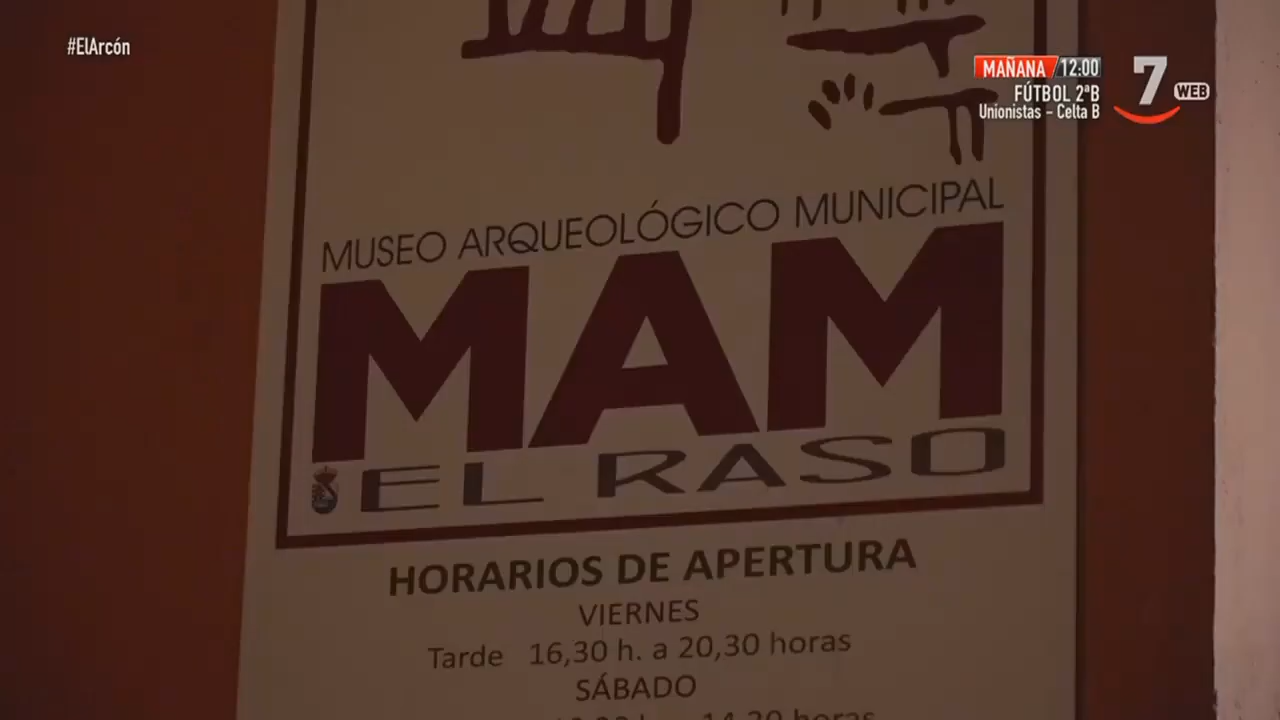 #ElArcón
MAÑANA 12:00
FÚTBOL 2ªB
Unionistas - Celta B
7
WEB
MUSEO ARQUEOLÓGICO MUNICIPAL
MAM
EL RASO
HORARIOS DE APERTURA
VIERNES
Tarde 16,30 h. a 20,30 horas
SÁBADO
horas